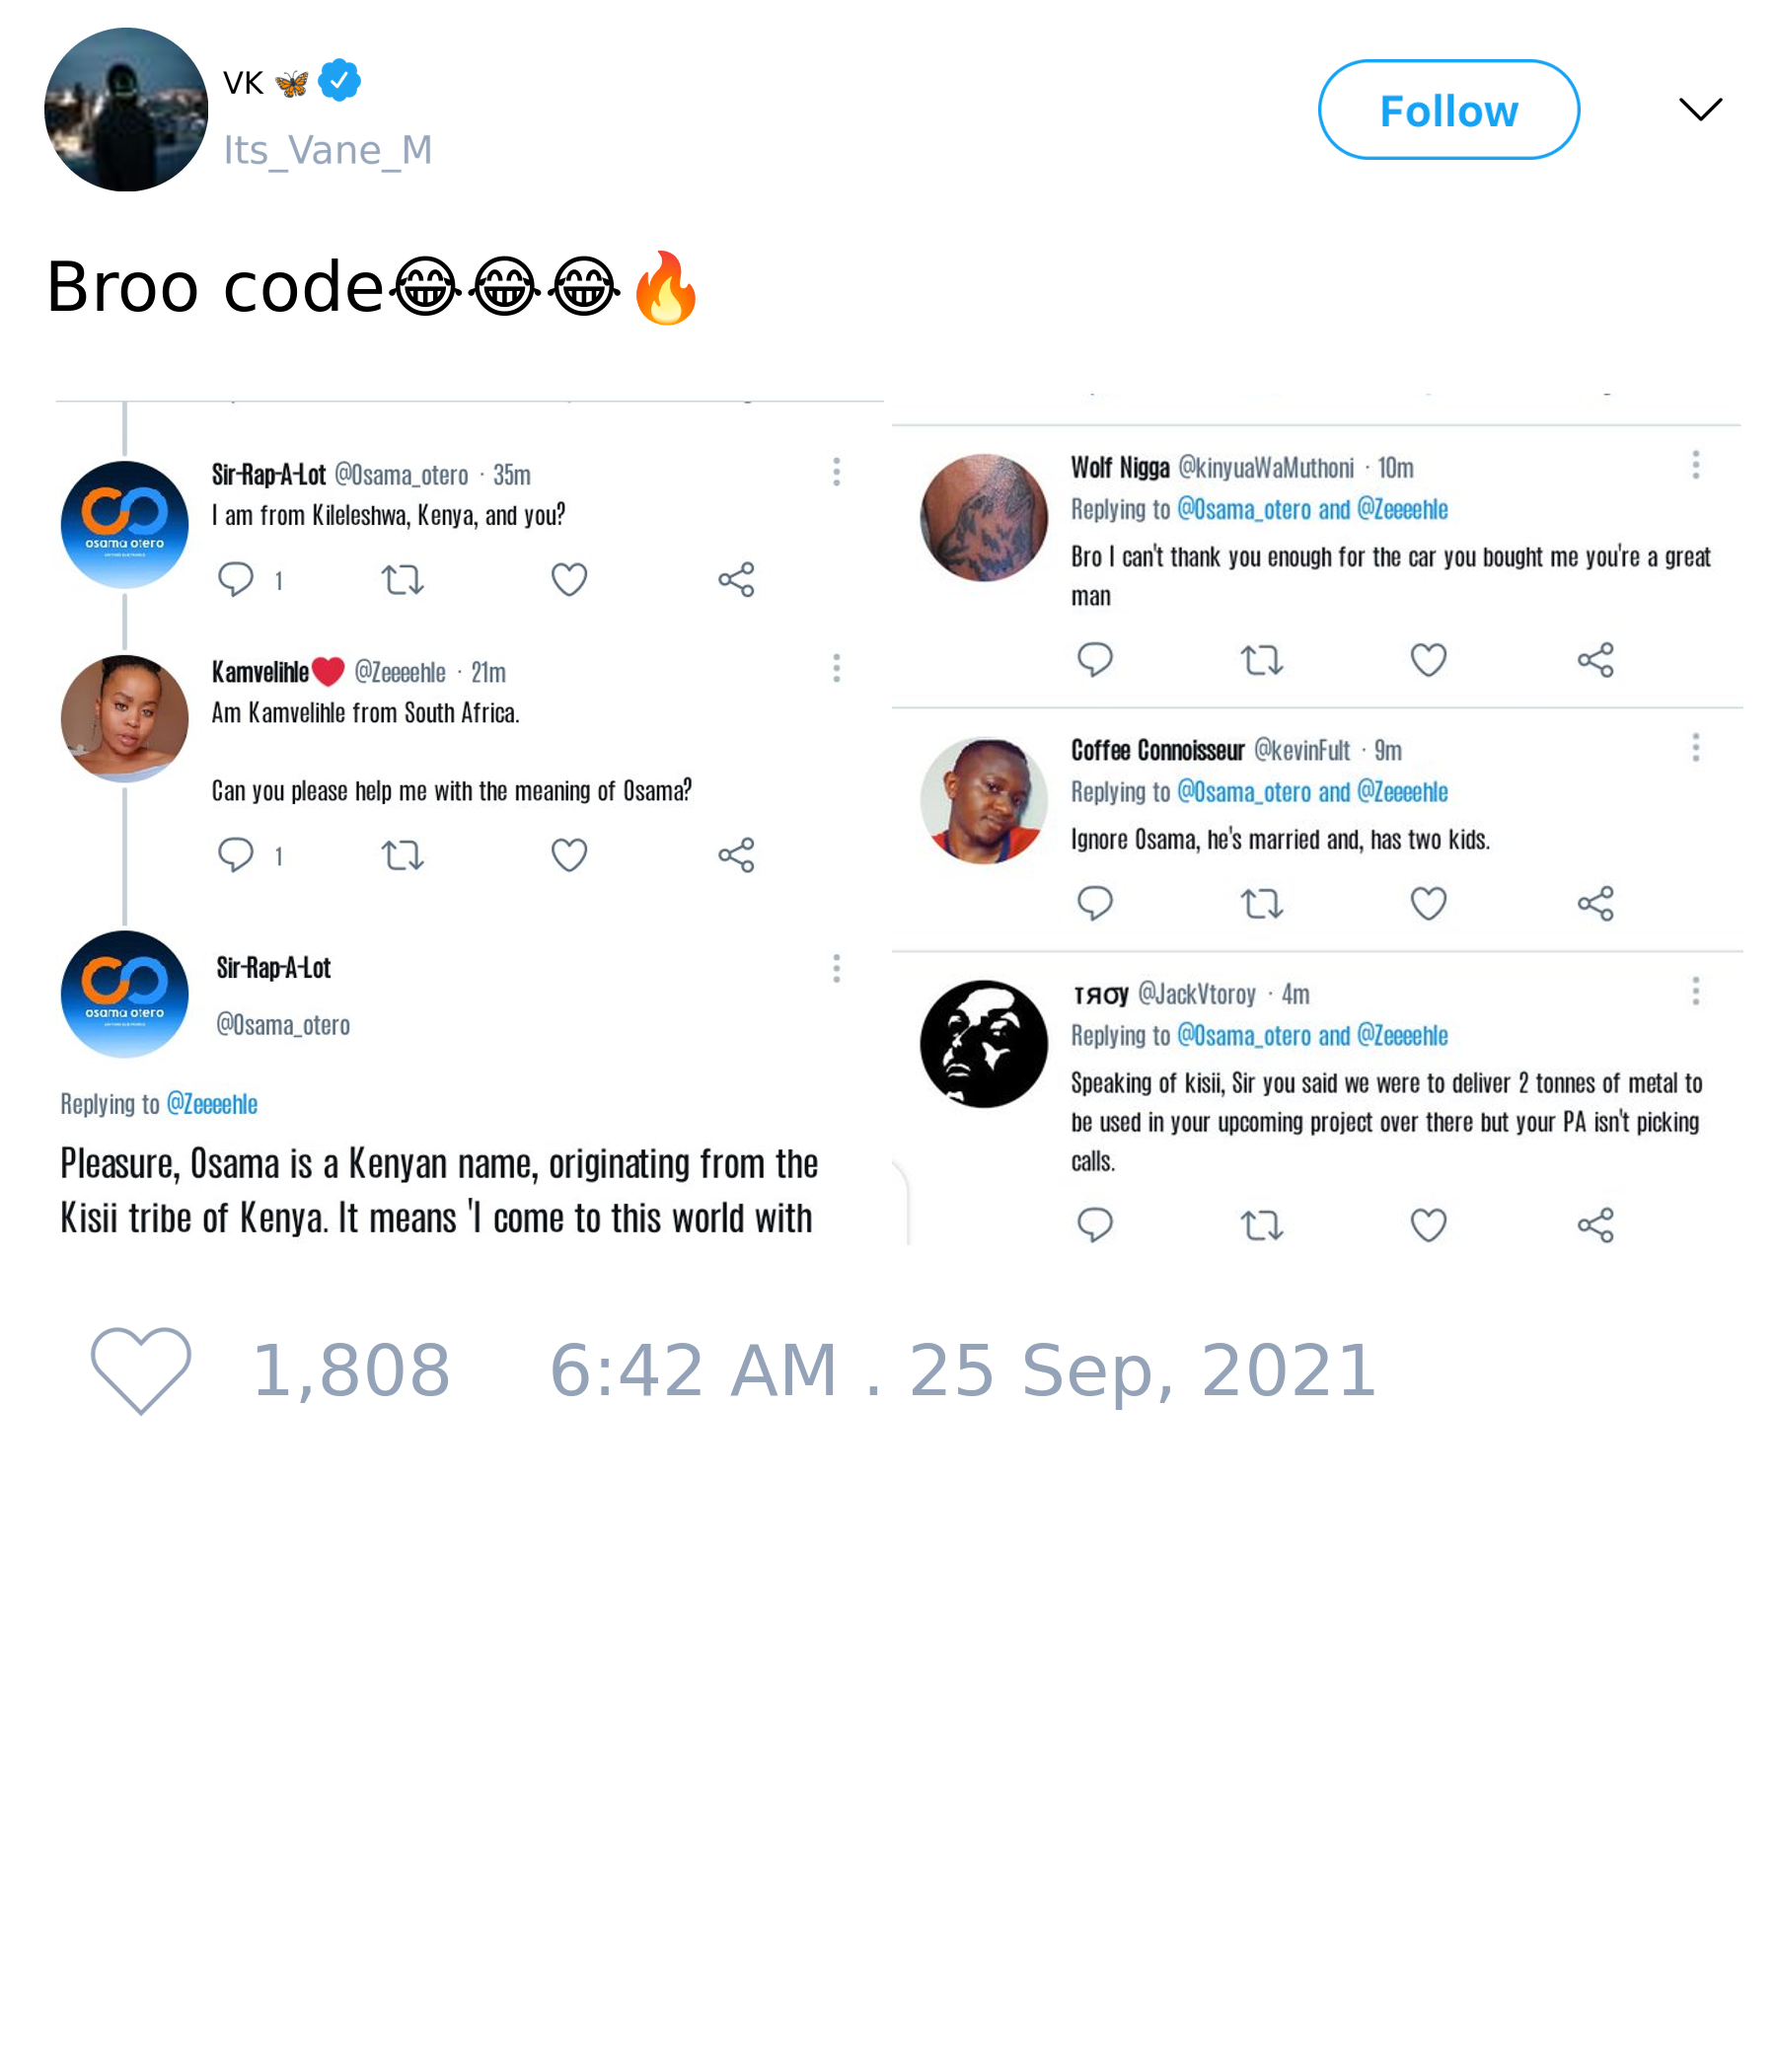 VK 🦋
Its_Vane_M
Follow
Broo code😂😂😂🔥
Sir-Rap-A-Lot @Osama_otero · 35m
I am from Kileleshwa, Kenya, and you?
1
osama otero
Kamvelihle❤️ @Zeeeehle · 21m
Am Kamvelihle from South Africa.
Can you please help me with the meaning of Osama?
1
Sir-Rap-A-Lot
@Osama_otero
osama otero
Replying to @Zeeeehle
Pleasure, Osama is a Kenyan name, originating from the
Kisii tribe of Kenya. It means 'I come to this world with
Wolf Nigga @kinyuaWaMuthoni · 10m
Replying to @Osama_otero and @Zeeeehle
Bro I can't thank you enough for the car you bought me you're a great
man
Coffee Connoisseur @kevinFult · 9m
Replying to @Osama_otero and @Zeeeehle
Ignore Osama, he's married and, has two kids.
тяσy @JackVtoroy · 4m
Replying to @Osama_otero and @Zeeeehle
Speaking of kisii, Sir you said we were to deliver 2 tonnes of metal to
be used in your upcoming project over there but your PA isn't picking
calls.
1,808 6:42 AM . 25 Sep, 2021